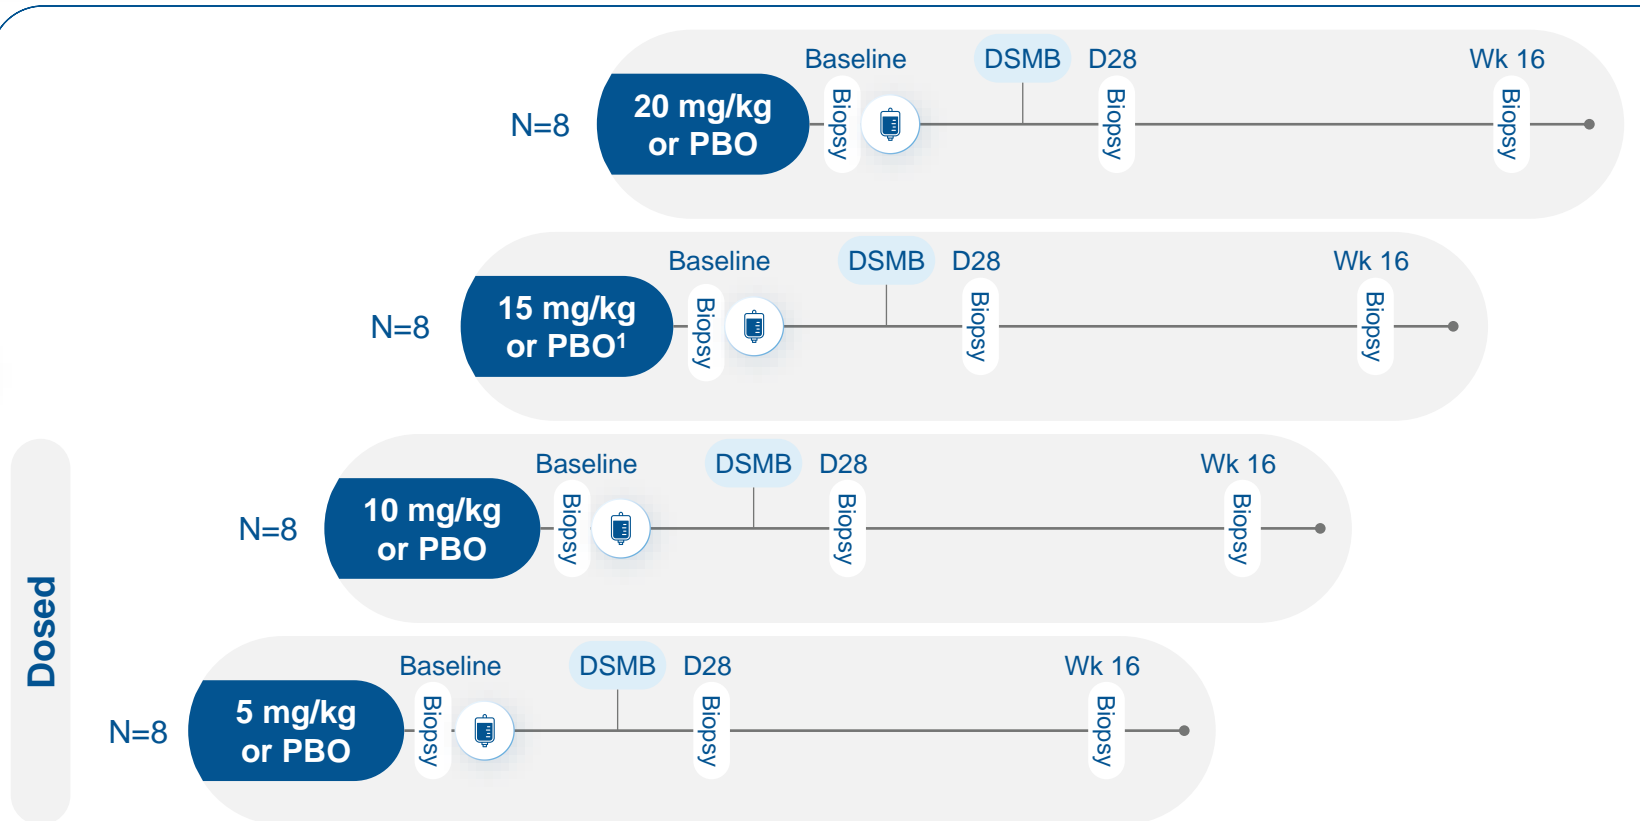 Baseline DSMB D28 Wk 16
N=8
20 mg/kg
or PBO
Biopsy Biopsy Biopsy
Baseline DSMB D28 Wk 16
N=8
15 mg/kg
or PBO¹
Biopsy Biopsy Biopsy
Baseline DSMB D28 Wk 16
N=8
10 mg/kg
or PBO
Biopsy Biopsy Biopsy
Dosed
Baseline DSMB D28 Wk 16
N=8
5 mg/kg
or PBO
Biopsy Biopsy Biopsy